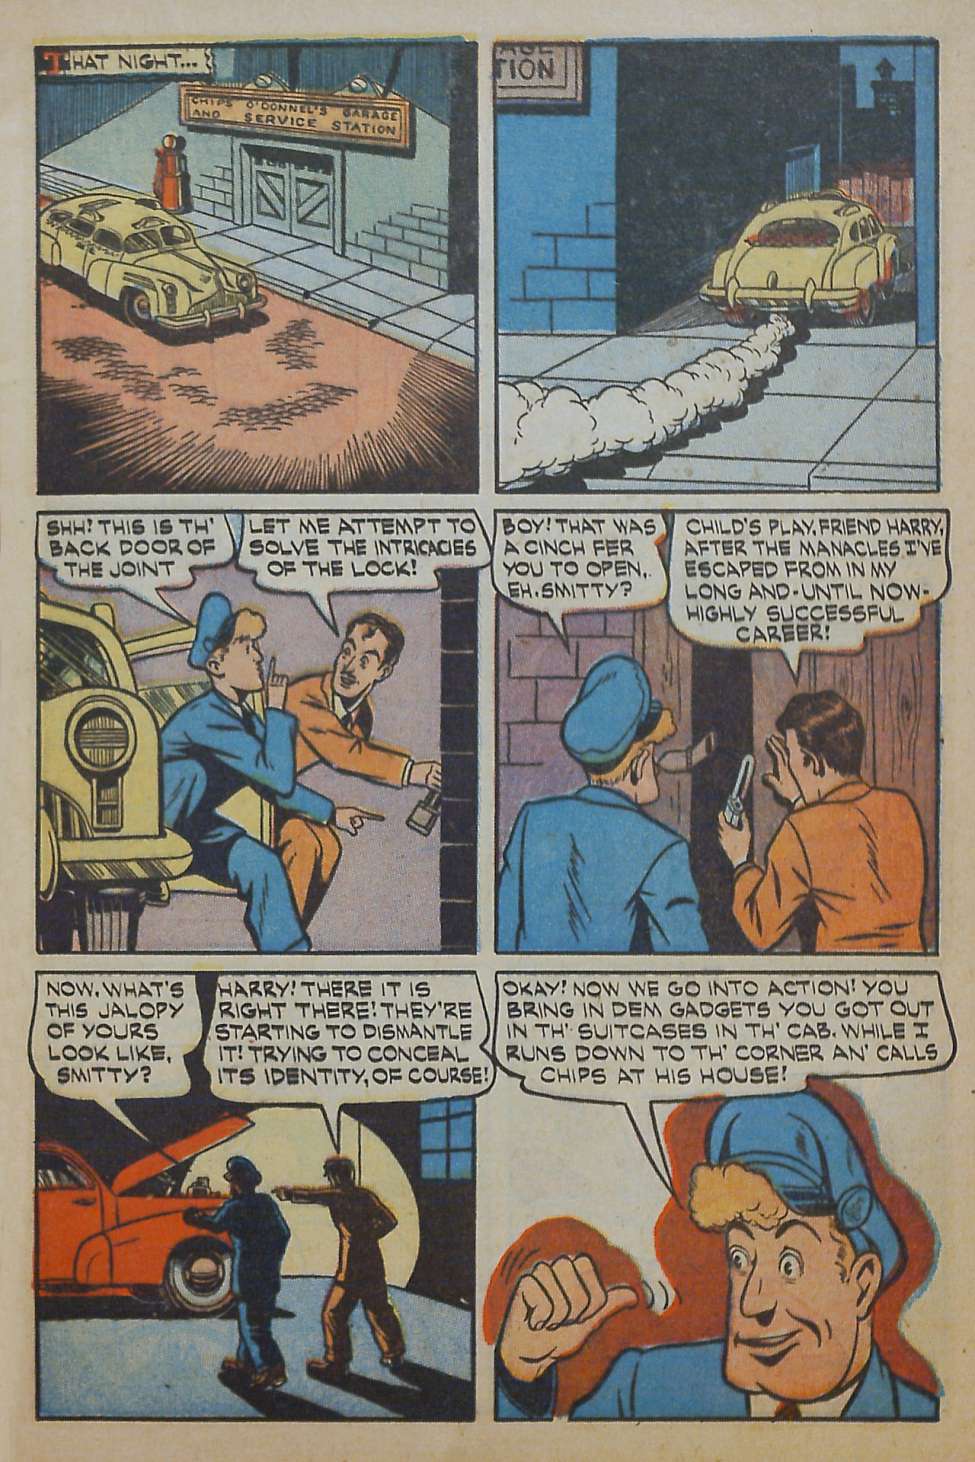 THAT NIGHT...
CHIPS O'DONNEL'S GARAGE
AND SERVICE STATION
AGE
TION
SHH! THIS IS TH'
BACK DOOR OF
THE JOINT
LET ME ATTEMPT TO
SOLVE THE INTRICACIES
OF THE LOCK!
BOY! THAT WAS
A CINCH FER
YOU TO OPEN,
EH, SMITTY?
CHILD'S PLAY, FRIEND HARRY,
AFTER THE MANACLES I'VE
ESCAPED FROM IN MY
LONG AND-UNTIL NOW-
HIGHLY SUCCESSFUL
CAREER!
NOW, WHAT'S
THIS JALOPY
OF YOURS
LOOK LIKE,
SMITTY?
HARRY! THERE IT IS
RIGHT THERE! THEY'RE
STARTING TO DISMANTLE
IT! TRYING TO CONCEAL
ITS IDENTITY, OF COURSE!
OKAY! NOW WE GO INTO ACTION! YOU
BRING IN DEM GADGETS YOU GOT OUT
IN TH' SUITCASES IN TH' CAB. WHILE I
RUNS DOWN TO TH' CORNER AN' CALLS
CHIPS AT HIS HOUSE!